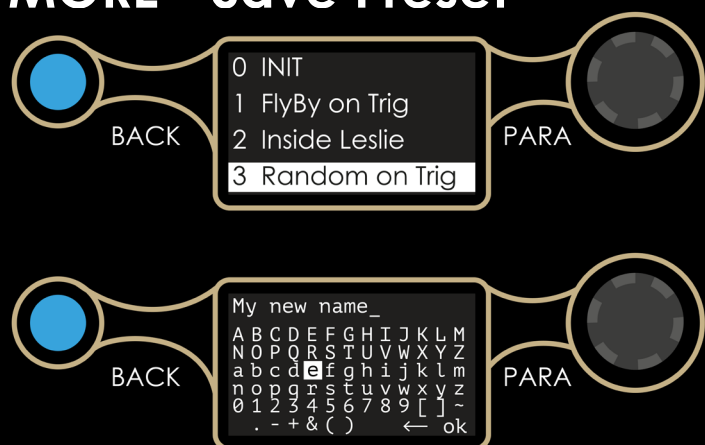 MORE - Save Preset
0 INIT
1 FlyBy on Trig
2 Inside Leslie
3 Random on Trig
BACK
PARA
My new name_
A B C D E F G H I J K L M
N O P Q R S T U V W X Y Z
a b c d e f g h i j k l m
n o p q r s t u v w x y z
0 1 2 3 4 5 6 7 8 9 [ ] ~
. - + & ( ) ← ok
BACK
PARA